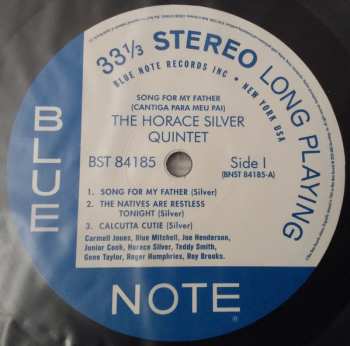 33⅓ STEREO LONG PLAYING
BLUE NOTE RECORDS INC • NEW YORK USA
SONG FOR MY FATHER
(CANTIGA PARA MEU PAI)
THE HORACE SILVER
QUINTET
BST 84185 Side I
(BNST 84185-A)
1. SONG FOR MY FATHER (Silver)
2. THE NATIVES ARE RESTLESS
TONIGHT (Silver)
3. CALCUTTA CUTIE (Silver)
Carmell Jones, Blue Mitchell, Joe Henderson,
Junior Cook, Horace Silver, Teddy Smith,
Gene Taylor, Roger Humphries, Roy Brooks.
BLUE
NOTE®